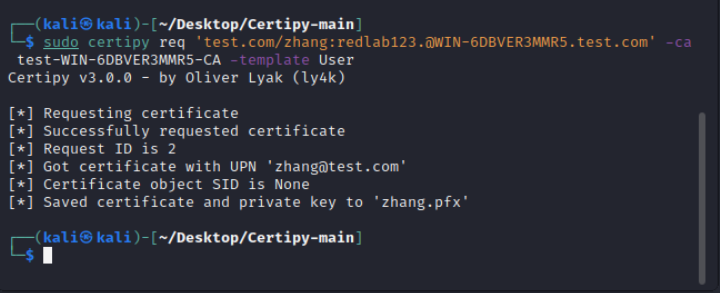 ┌──(kali㉿kali)-[~/Desktop/Certipy-main]
└─$ sudo certipy req 'test.com/zhang:redlab123.@WIN-6DBVER3MMR5.test.com' -ca
 test-WIN-6DBVER3MMR5-CA -template User
Certipy v3.0.0 - by Oliver Lyak (ly4k)

[*] Requesting certificate
[*] Successfully requested certificate
[*] Request ID is 2
[*] Got certificate with UPN 'zhang@test.com'
[*] Certificate object SID is None
[*] Saved certificate and private key to 'zhang.pfx'

┌──(kali㉿kali)-[~/Desktop/Certipy-main]
└─$